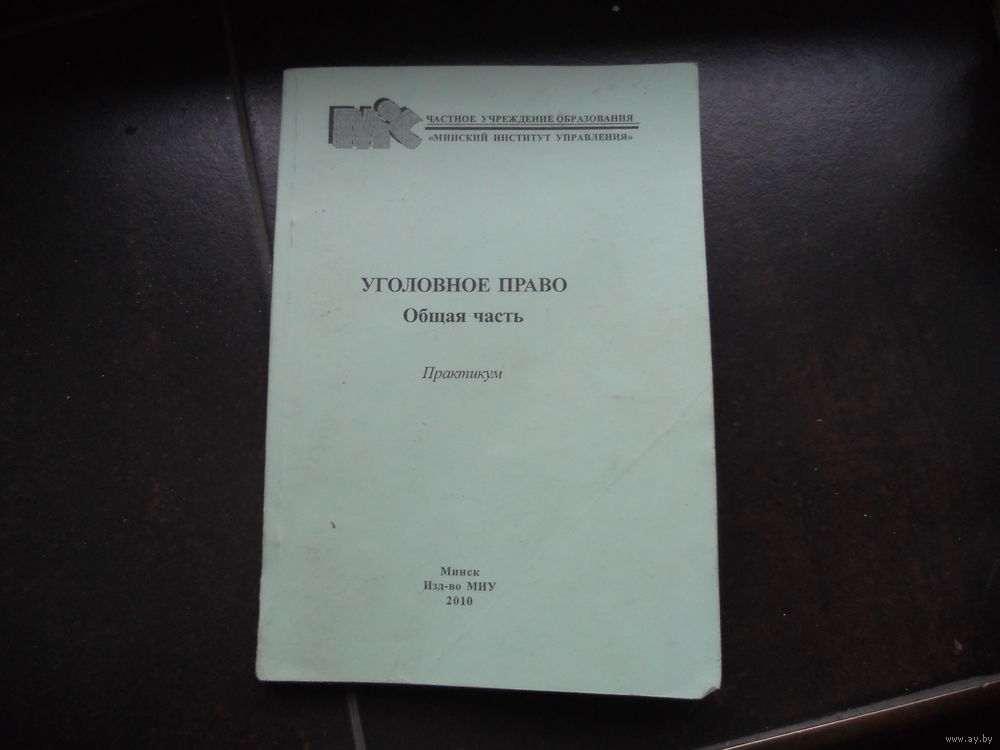 ЧАСТНОЕ УЧРЕЖДЕНИЕ ОБРАЗОВАНИЯ
«МИНСКИЙ ИНСТИТУТ УПРАВЛЕНИЯ»
УГОЛОВНОЕ ПРАВО
Общая часть
Практикум
Минск
Изд-во МИУ
2010
www.ay.by